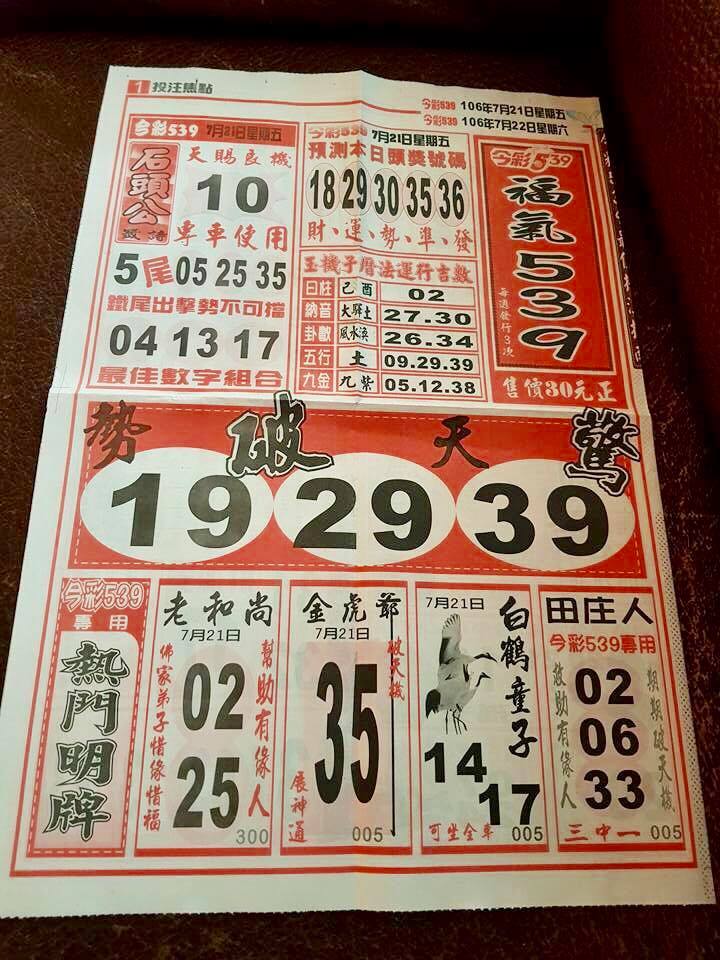 1 投注焦點
今彩539 106年7月21日星期五
今彩539 106年7月22日星期六
今彩539 7月21日星期五
石頭公
設詩
天賜良機
10
專車使用
5尾 05 25 35
鐵尾出擊勢不可擋
04 13 17
最佳數字組合
今彩539 7月21日星期五
預測本日頭獎號碼
18 29 30 35 36
財、運、勢、準、發
玉機子曆法運行吉數
日柱 己酉 02
納音 大驛土 27.30
卦歡 風水渙 26.34
五行 土 09.29.39
九金 九紫 05.12.38
今彩539
福氣539
每週發行3次
售價30元正
勢破天驚
19 29 39
今彩539
專用
熱門明牌
老和尚
7月21日
幫助有緣人
02
25
佛家弟子惜緣惜福
300
金虎爺
7月21日
破天機
35
展神通
005
7月21日
白鶴童子
14
17
可坐全車 005
田庄人
今彩539專用
期期破天機
02
06
33
救助有緣人
三中一 005